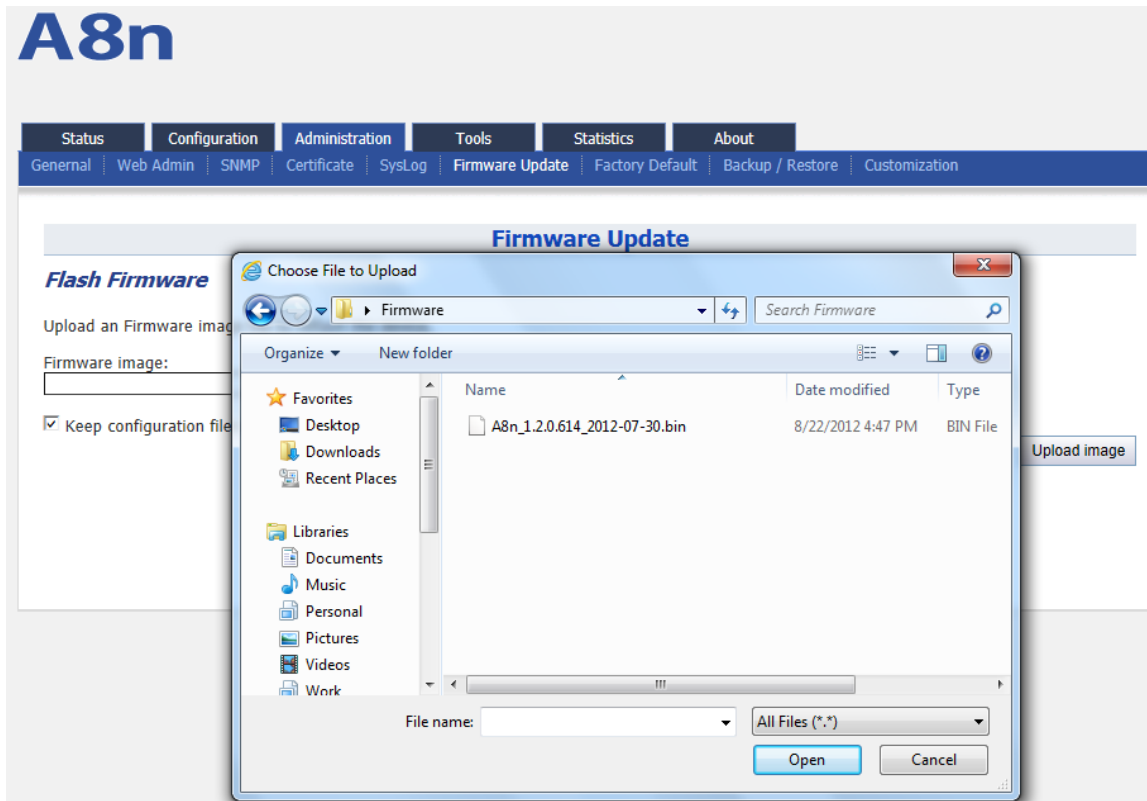 A8n
Status Configuration Administration Tools Statistics About
Genernal Web Admin SNMP Certificate SysLog Firmware Update Factory Default Backup / Restore Customization
Firmware Update
Flash Firmware
Upload an Firmware imag
Firmware image:
Keep configuration file
Upload image
Choose File to Upload
Firmware
Search Firmware
Organize New folder
Favorites
Desktop
Downloads
Recent Places
Libraries
Documents
Music
Personal
Pictures
Videos
Work
Name Date modified Type
A8n_1.2.0.614_2012-07-30.bin 8/22/2012 4:47 PM BIN File
File name: All Files (*.*)
Open Cancel